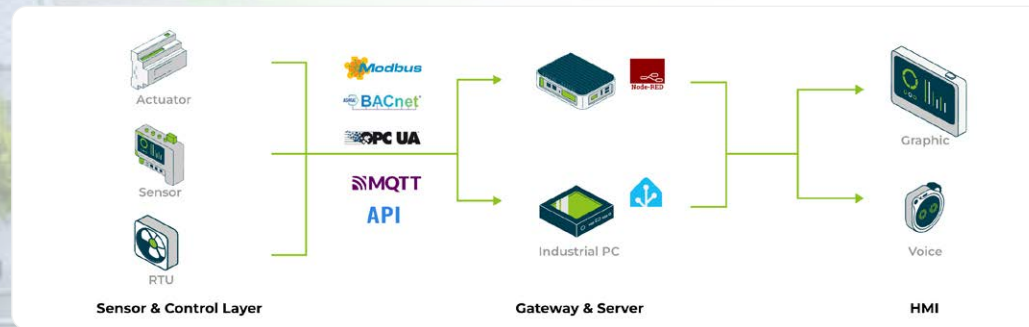 Actuator
Sensor
RTU
Sensor & Control Layer
Modbus
BACnet
OPC UA
MQTT
API
Node-RED
Industrial PC
Gateway & Server
Graphic
Voice
HMI